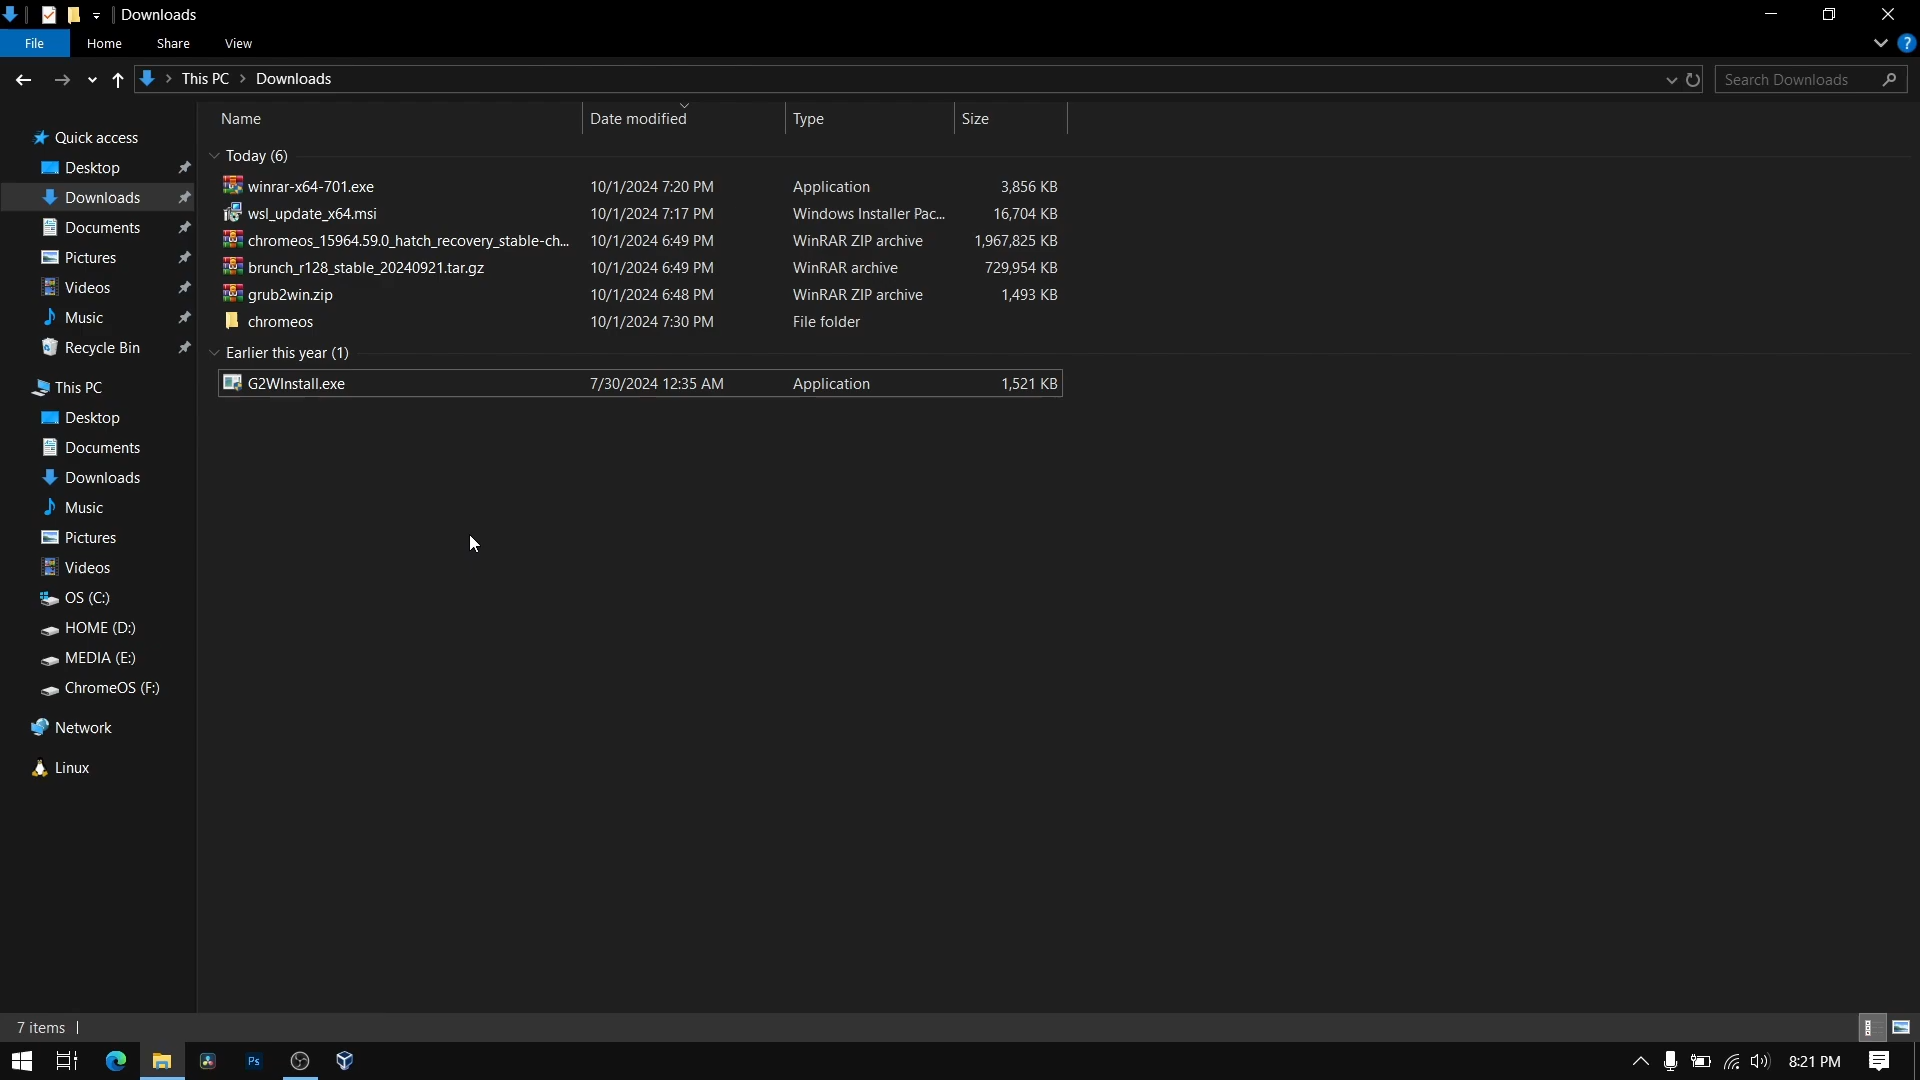 Downloads
File Home Share View
This PC > Downloads
Search Downloads
Name Date modified Type Size
Today (6)
winrar-x64-701.exe 10/1/2024 7:20 PM Application 3,856 KB
wsl_update_x64.msi 10/1/2024 7:17 PM Windows Installer Pac... 16,704 KB
chromeos_15964.59.0_hatch_recovery_stable-ch... 10/1/2024 6:49 PM WinRAR ZIP archive 1,967,825 KB
brunch_r128_stable_20240921.tar.gz 10/1/2024 6:49 PM WinRAR archive 729,954 KB
grub2win.zip 10/1/2024 6:48 PM WinRAR ZIP archive 1,493 KB
chromeos 10/1/2024 7:30 PM File folder
Earlier this year (1)
G2WInstall.exe 7/30/2024 12:35 AM Application 1,521 KB
Quick access
Desktop
Downloads
Documents
Pictures
Videos
Music
Recycle Bin
This PC
Desktop
Documents
Downloads
Music
Pictures
Videos
OS (C:)
HOME (D:)
MEDIA (E:)
ChromeOS (F:)
Network
Linux
7 items
Ps
8:21 PM